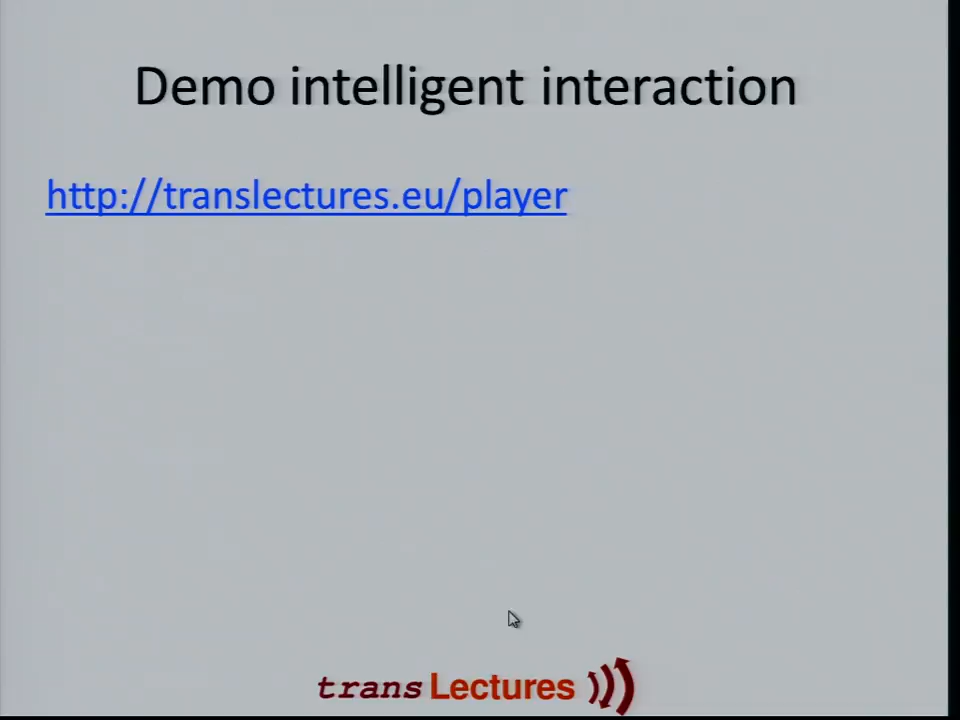 Demo intelligent interaction
http://translectures.eu/player
trans Lectures